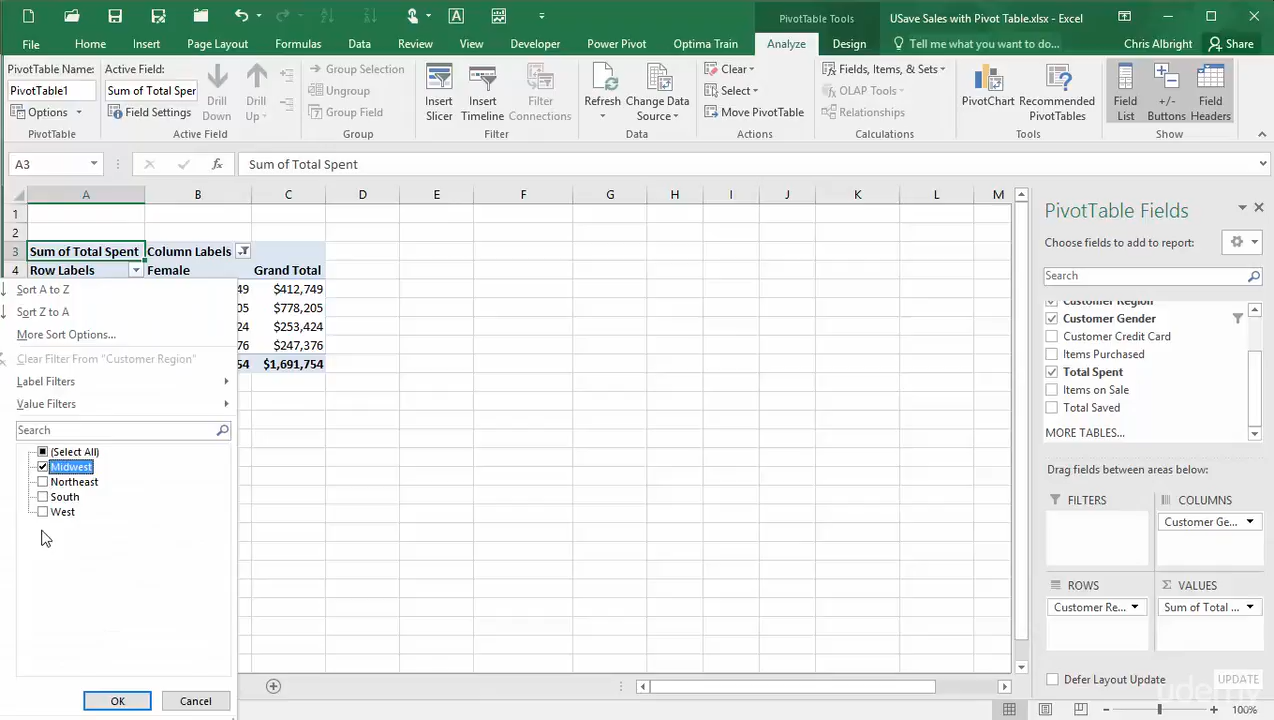 PivotTable Tools
USave Sales with Pivot Table.xlsx - Excel
File Home Insert Page Layout Formulas Data Review View Developer Power Pivot Optima Train Analyze Design Tell me what you want to do... Chris Albright Share
PivotTable Name:
PivotTable1
Options
PivotTable
Active Field:
Sum of Total Sper
Field Settings
Drill Down
Drill Up
Active Field
Group Selection
Ungroup
Group Field
Group
Insert Slicer
Insert Timeline
Filter Connections
Filter
Refresh
Change Data Source
Data
Clear
Select
Move PivotTable
Actions
Fields, Items, & Sets
OLAP Tools
Relationships
Calculations
PivotChart
Recommended PivotTables
Tools
Field List
+/- Buttons
Field Headers
Show
A3
fx
Sum of Total Spent
A B C D E F G H I J K L M
1
2
3 Sum of Total Spent Column Labels
4 Row Labels Female Grand Total
49 $412,749
05 $778,205
24 $253,424
76 $247,376
54 $1,691,754
Sort A to Z
Sort Z to A
More Sort Options...
Clear Filter From "Customer Region"
Label Filters
Value Filters
Search
(Select All)
Midwest
Northeast
South
West
OK Cancel
PivotTable Fields
Choose fields to add to report:
Search
Customer Region
Customer Gender
Customer Credit Card
Items Purchased
Total Spent
Items on Sale
Total Saved
MORE TABLES...
Drag fields between areas below:
FILTERS
COLUMNS
Customer Ge...
ROWS
Customer Re...
Σ VALUES
Sum of Total ...
Defer Layout Update
UPDATE
udemy
100%